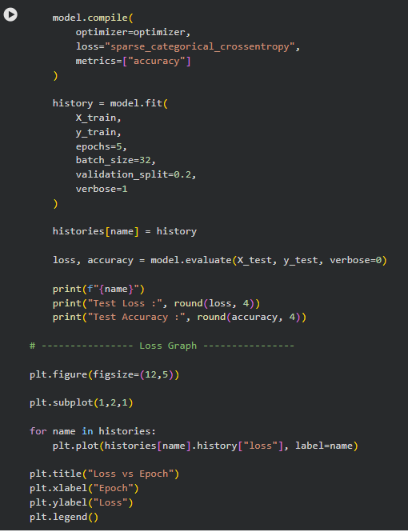 model.compile(
optimizer=optimizer,
loss="sparse_categorical_crossentropy",
metrics=["accuracy"]
)
history = model.fit(
X_train,
y_train,
epochs=5,
batch_size=32,
validation_split=0.2,
verbose=1
)
histories[name] = history
loss, accuracy = model.evaluate(X_test, y_test, verbose=0)
print(f"{name}")
print("Test Loss :", round(loss, 4))
print("Test Accuracy :", round(accuracy, 4))
# ---------------- Loss Graph ----------------
plt.figure(figsize=(12,5))
plt.subplot(1,2,1)
for name in histories:
plt.plot(histories[name].history["loss"], label=name)
plt.title("Loss vs Epoch")
plt.xlabel("Epoch")
plt.ylabel("Loss")
plt.legend()